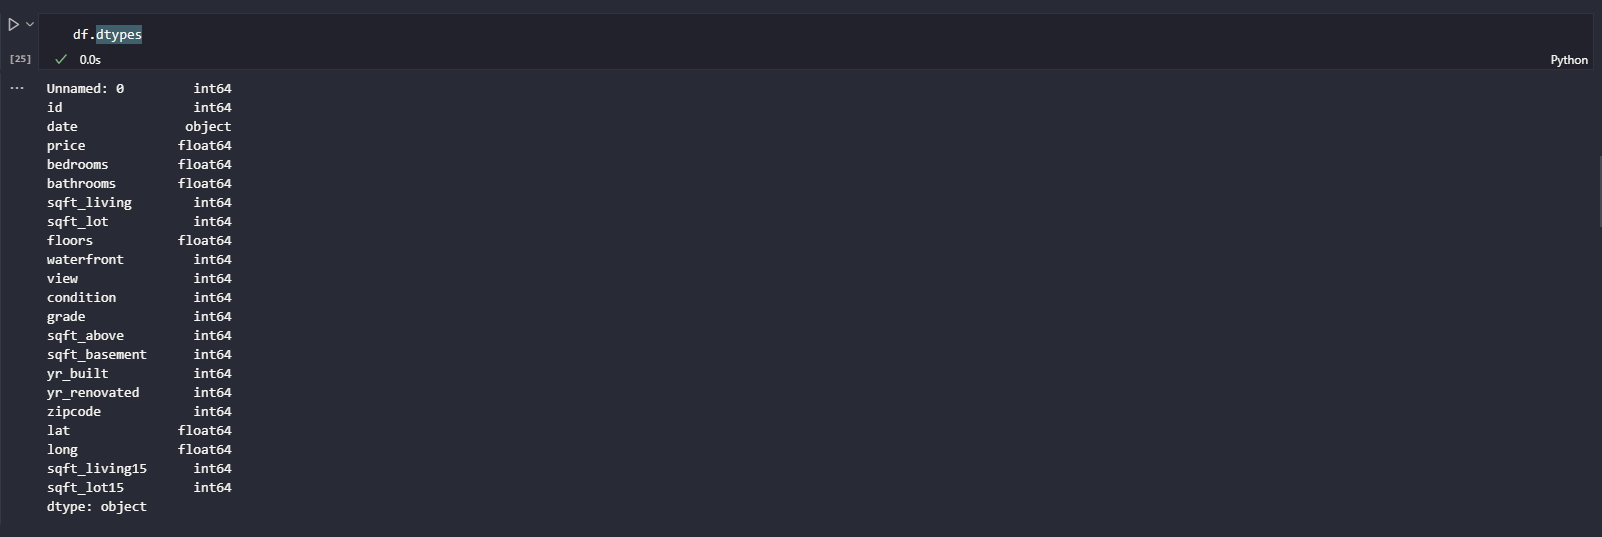 df.dtypes
[25] 0.0s Python
Unnamed: 0 int64
id int64
date object
price float64
bedrooms float64
bathrooms float64
sqft_living int64
sqft_lot int64
floors float64
waterfront int64
view int64
condition int64
grade int64
sqft_above int64
sqft_basement int64
yr_built int64
yr_renovated int64
zipcode int64
lat float64
long float64
sqft_living15 int64
sqft_lot15 int64
dtype: object